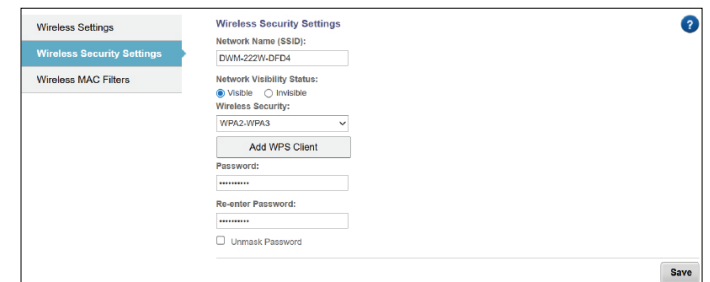 Wireless Settings
Wireless Security Settings
Wireless MAC Filters
Wireless Security Settings
?
Network Name (SSID):
DWM-222W-DFD4
Network Visibility Status:
Visible Invisible
Wireless Security:
WPA2-WPA3
Add WPS Client
Password:
••••••••••
Re-enter Password:
••••••••••
Unmask Password
Save